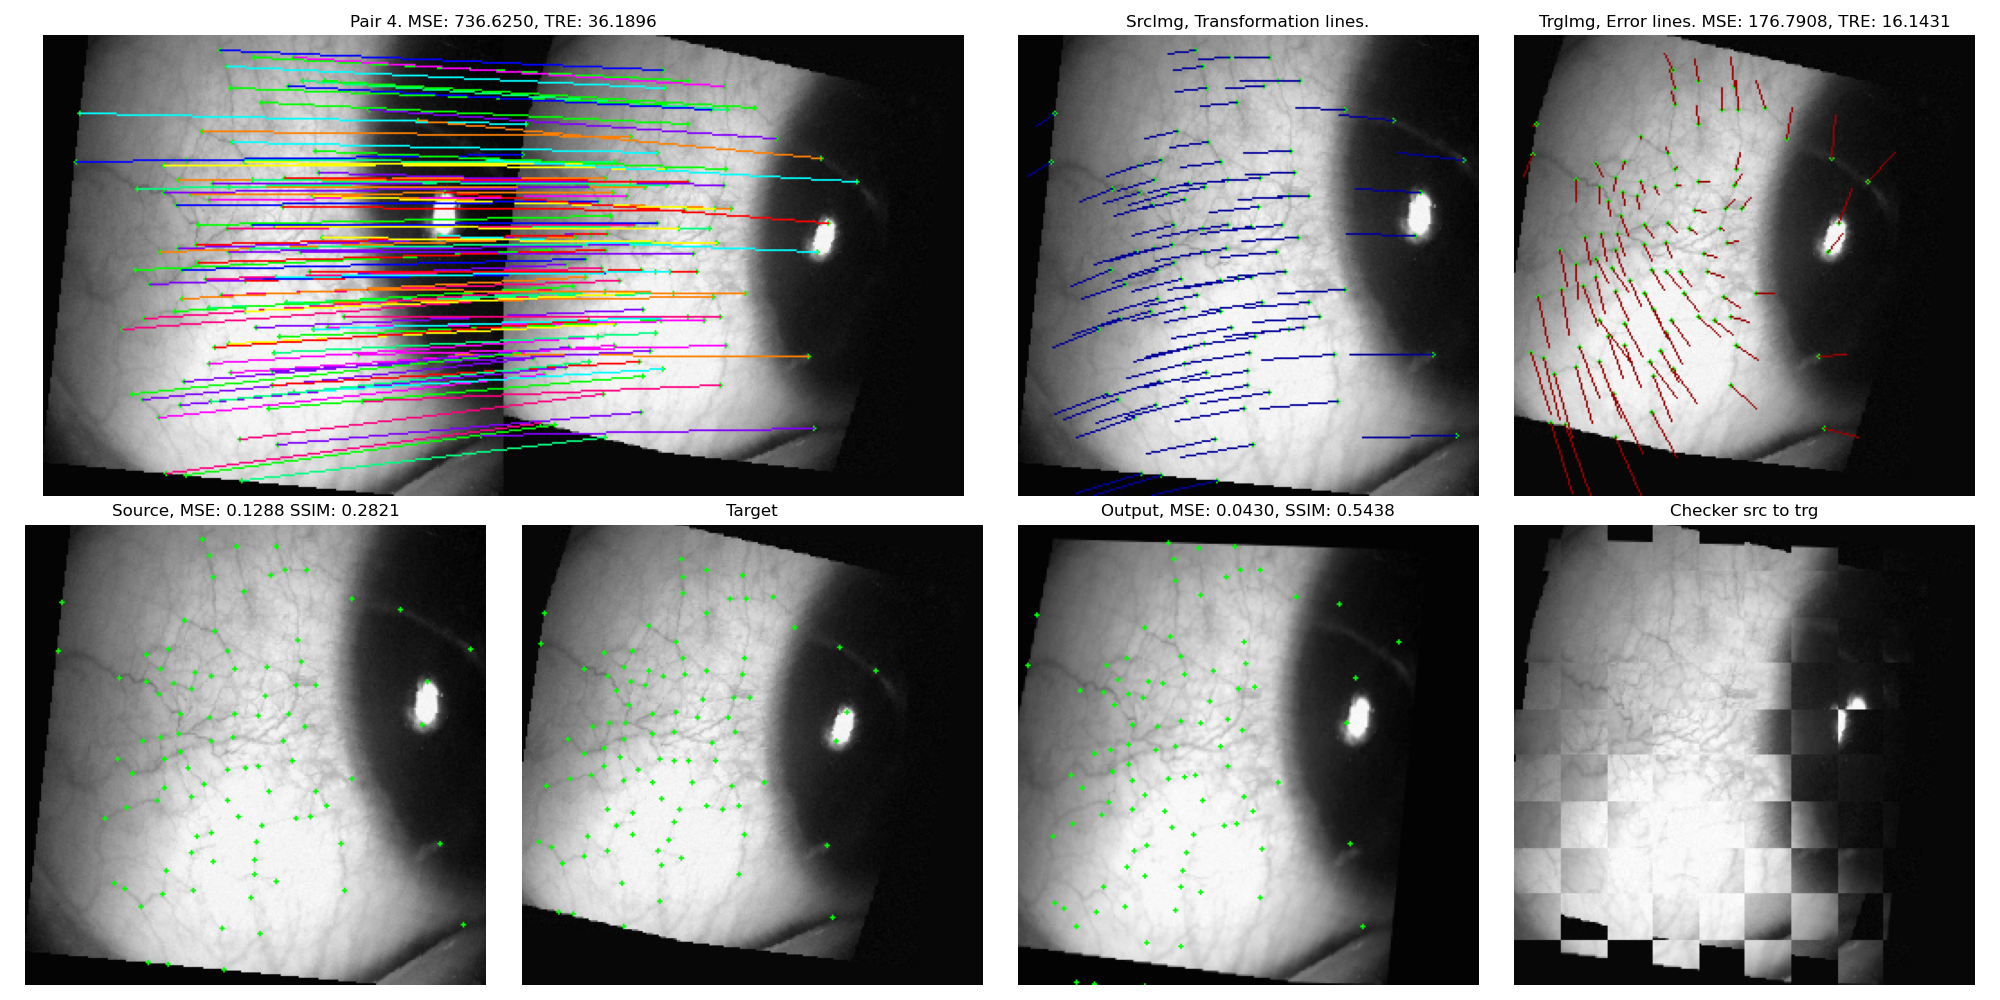 Pair 4. MSE: 736.6250, TRE: 36.1896
SrcImg, Transformation lines.
TrgImg, Error lines. MSE: 176.7908, TRE: 16.1431
Source, MSE: 0.1288 SSIM: 0.2821
Target
Output, MSE: 0.0430, SSIM: 0.5438
Checker src to trg